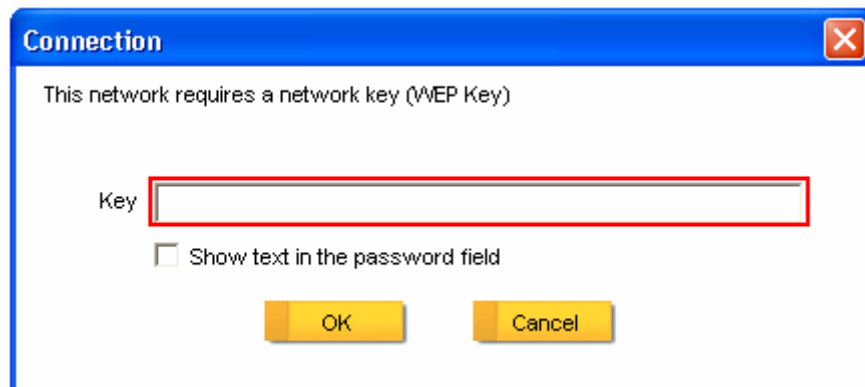 Connection
This network requires a network key (WEP Key)
Key
Show text in the password field
OK Cancel